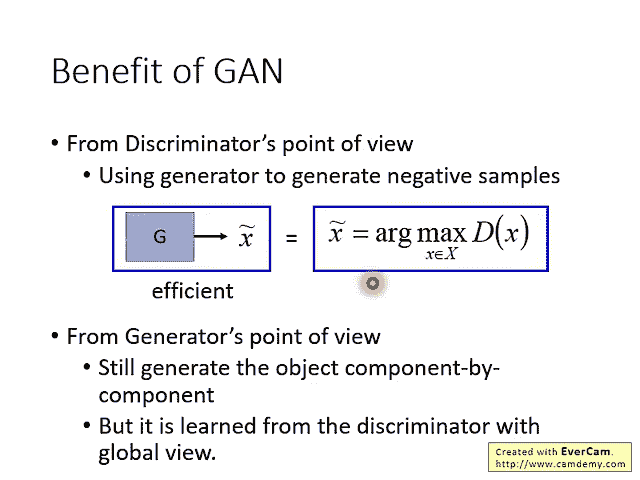 Benefit of GAN
• From Discriminator's point of view
• Using generator to generate negative samples
G → x̃ = x̃ = arg max D(x)
x∈X
efficient
• From Generator's point of view
• Still generate the object component-by-
component
• But it is learned from the discriminator with
global view.
Created with EverCam.
http://www.camdemy.com